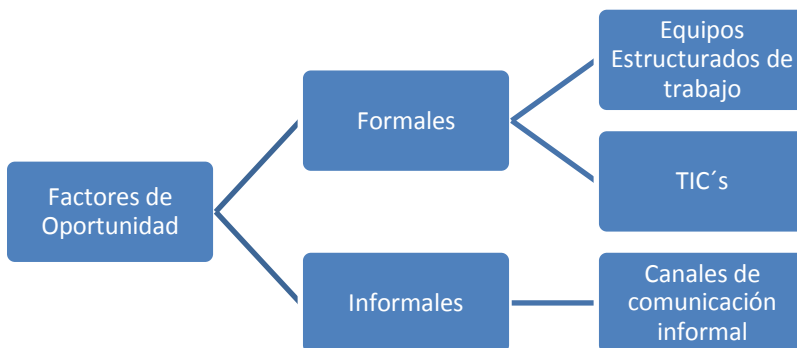 Equipos
Estructurados de
trabajo
Formales
TIC´s
Factores de
Oportunidad
Informales
Canales de
comunicación
informal